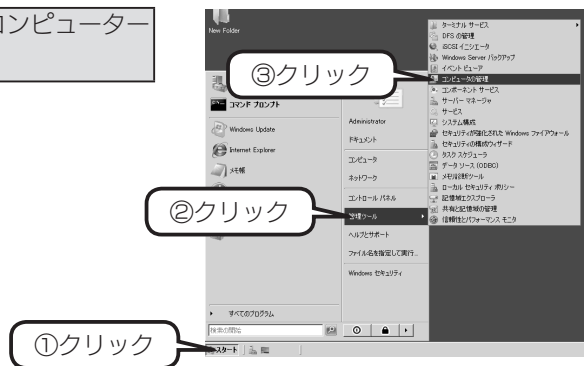 コンピューター
New Folder
③クリック
コマンド プロンプト
Windows Update
Internet Explorer
メモ帳
②クリック
すべてのプログラム
検索の開始
①クリック
スタート
Administrator
ドキュメント
コンピュータ
ネットワーク
コントロール パネル
管理ツール
ヘルプとサポート
ファイル名を指定して実行...
Windows セキュリティ
ターミナル サービス
DFS の管理
iSCSI イニシエータ
Windows Server バックアップ
イベント ビューア
コンピュータの管理
コンポーネント サービス
サーバー マネージャ
サービス
システム構成
セキュリティが強化された Windows ファイアウォール
セキュリティの構成ウィザード
タスク スケジューラ
データ ソース (ODBC)
メモリ診断ツール
ローカル セキュリティ ポリシー
記憶域エクスプローラ
共有と記憶域の管理
信頼性とパフォーマンス モニタ